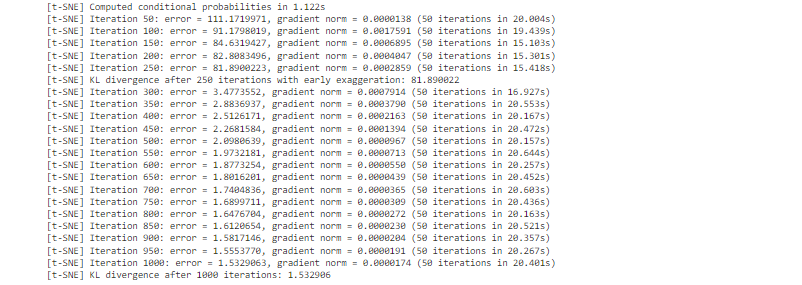 [t-SNE] Computed conditional probabilities in 1.122s
[t-SNE] Iteration 50: error = 111.1719971, gradient norm = 0.0000138 (50 iterations in 20.004s)
[t-SNE] Iteration 100: error = 91.1798019, gradient norm = 0.0017591 (50 iterations in 19.439s)
[t-SNE] Iteration 150: error = 84.6319427, gradient norm = 0.0006895 (50 iterations in 15.103s)
[t-SNE] Iteration 200: error = 82.8083496, gradient norm = 0.0004047 (50 iterations in 15.301s)
[t-SNE] Iteration 250: error = 81.8900223, gradient norm = 0.0002859 (50 iterations in 15.418s)
[t-SNE] KL divergence after 250 iterations with early exaggeration: 81.890022
[t-SNE] Iteration 300: error = 3.4773552, gradient norm = 0.0007914 (50 iterations in 16.927s)
[t-SNE] Iteration 350: error = 2.8836937, gradient norm = 0.0003790 (50 iterations in 20.553s)
[t-SNE] Iteration 400: error = 2.5126171, gradient norm = 0.0002163 (50 iterations in 20.167s)
[t-SNE] Iteration 450: error = 2.2681584, gradient norm = 0.0001394 (50 iterations in 20.472s)
[t-SNE] Iteration 500: error = 2.0980639, gradient norm = 0.0000967 (50 iterations in 20.157s)
[t-SNE] Iteration 550: error = 1.9732181, gradient norm = 0.0000713 (50 iterations in 20.644s)
[t-SNE] Iteration 600: error = 1.8773254, gradient norm = 0.0000550 (50 iterations in 20.257s)
[t-SNE] Iteration 650: error = 1.8016201, gradient norm = 0.0000439 (50 iterations in 20.452s)
[t-SNE] Iteration 700: error = 1.7404836, gradient norm = 0.0000365 (50 iterations in 20.603s)
[t-SNE] Iteration 750: error = 1.6899711, gradient norm = 0.0000309 (50 iterations in 20.436s)
[t-SNE] Iteration 800: error = 1.6476704, gradient norm = 0.0000272 (50 iterations in 20.163s)
[t-SNE] Iteration 850: error = 1.6120654, gradient norm = 0.0000230 (50 iterations in 20.521s)
[t-SNE] Iteration 900: error = 1.5817146, gradient norm = 0.0000204 (50 iterations in 20.357s)
[t-SNE] Iteration 950: error = 1.5553770, gradient norm = 0.0000191 (50 iterations in 20.267s)
[t-SNE] Iteration 1000: error = 1.5329063, gradient norm = 0.0000174 (50 iterations in 20.401s)
[t-SNE] KL divergence after 1000 iterations: 1.532906